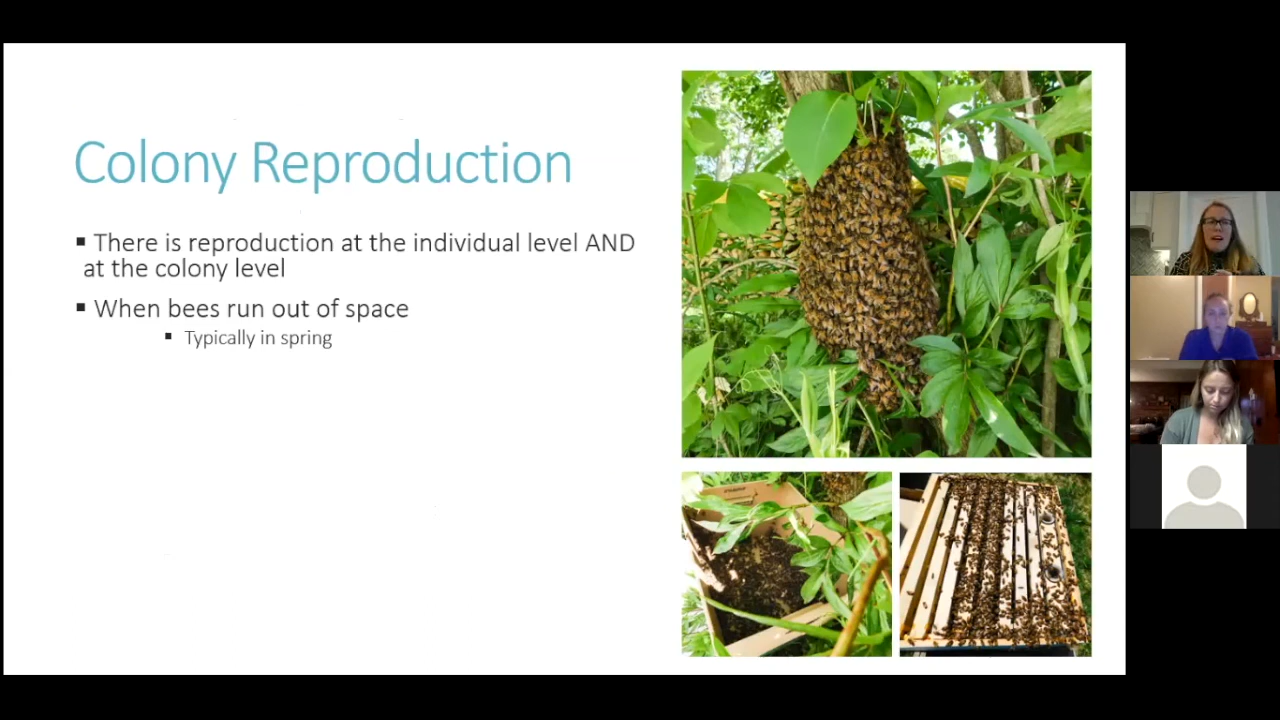 Colony Reproduction
▪ There is reproduction at the individual level AND
at the colony level
▪ When bees run out of space
▪ Typically in spring